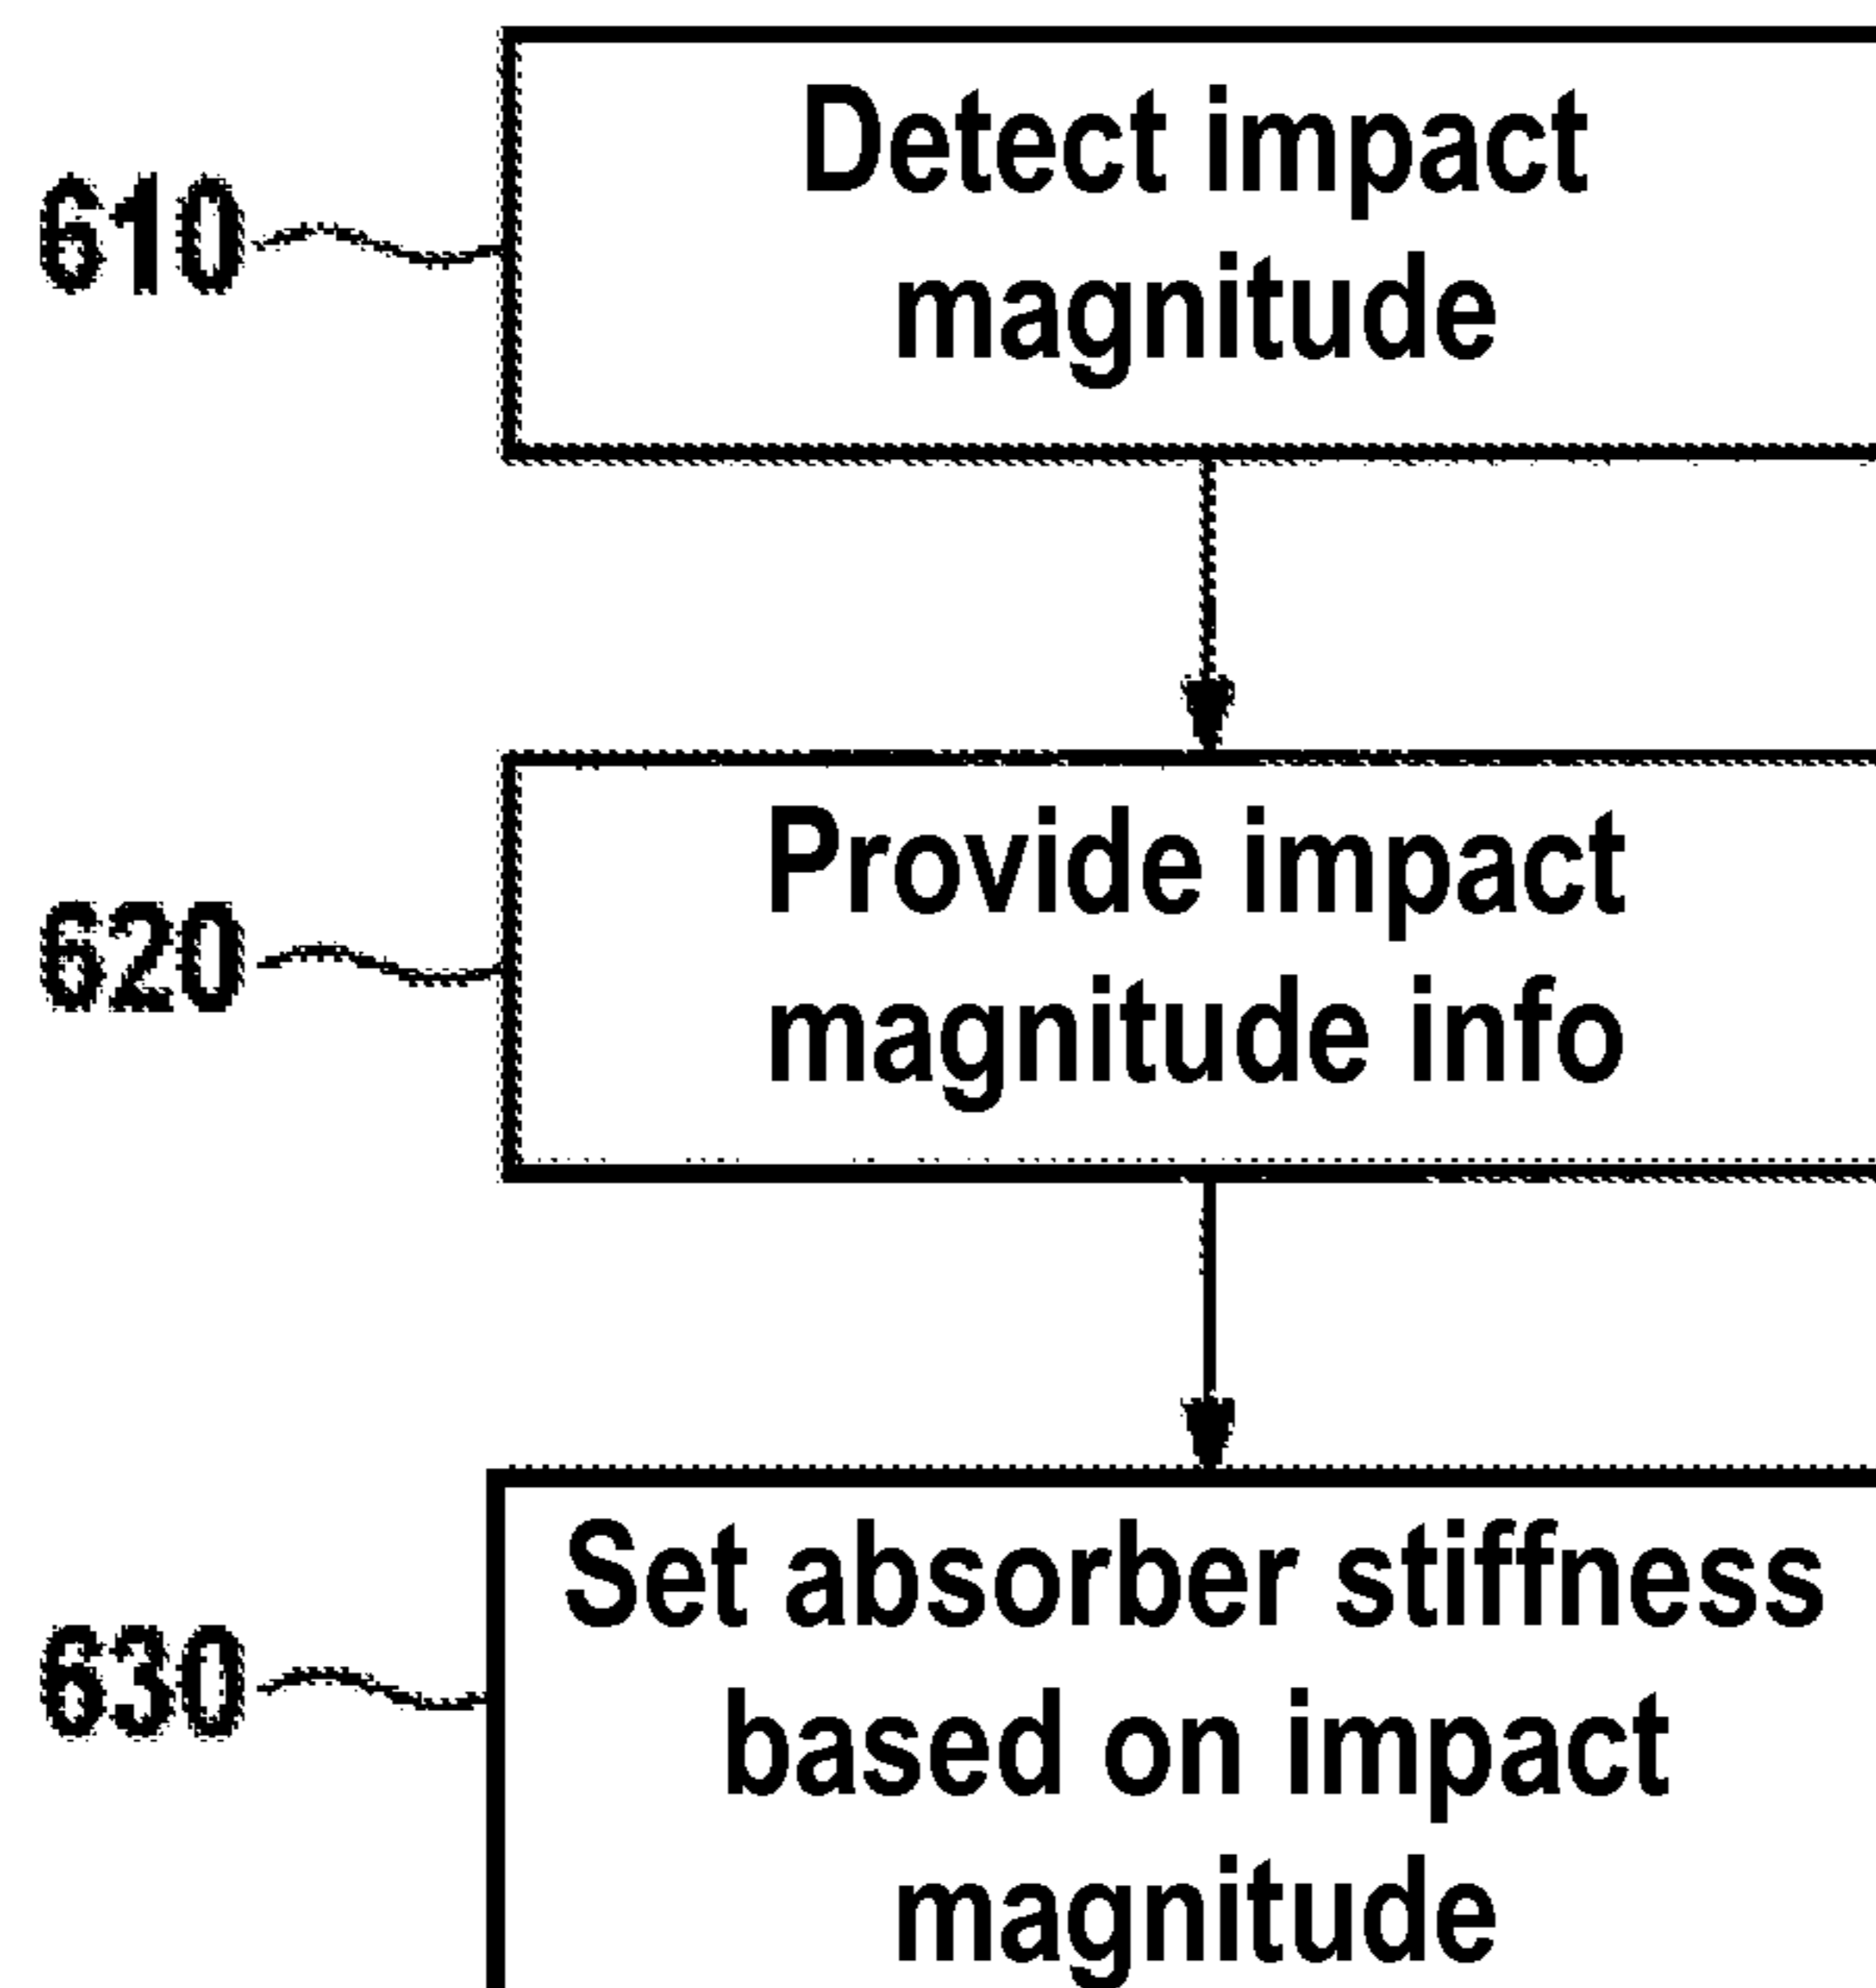 610
Detect impact
magnitude
620
Provide impact
magnitude info
630
Set absorber stiffness
based on impact
magnitude